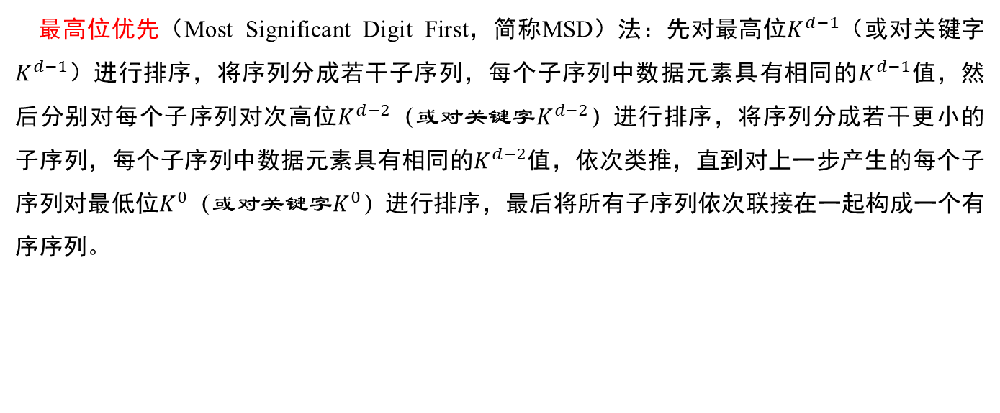 最高位优先（Most Significant Digit First，简称MSD）法：先对最高位K^{d−1}（或对关键字
K^{d−1}）进行排序，将序列分成若干子序列，每个子序列中数据元素具有相同的K^{d−1}值，然
后分别对每个子序列对次高位K^{d−2}（或对关键字K^{d−2}）进行排序，将序列分成若干更小的
子序列，每个子序列中数据元素具有相同的K^{d−2}值，依次类推，直到对上一步产生的每个子
序列对最低位K^0（或对关键字K^0）进行排序，最后将所有子序列依次联接在一起构成一个有
序序列。